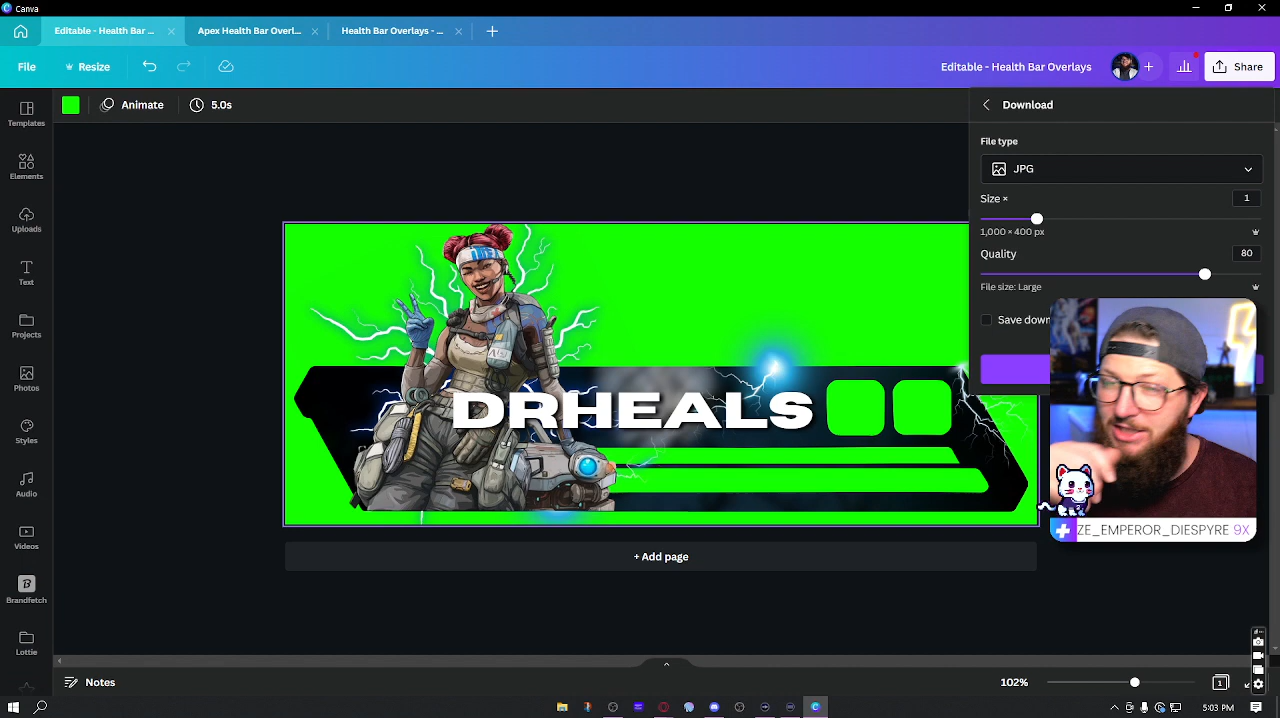 Canva
Editable - Health Bar ...
Apex Health Bar Overl...
Health Bar Overlays - ...
File
Resize
Editable - Health Bar Overlays
Share
Animate
5.0s
Download
Templates
Elements
Uploads
Text
Projects
Photos
Styles
Audio
Videos
Brandfetch
Lottie
File type
JPG
Size ×
1
1,000 × 400 px
Quality
80
File size: Large
Save down
DRHEALS
ZE_EMPEROR_DIESPYRE 9X
+ Add page
Notes
102%
1
5:03 PM